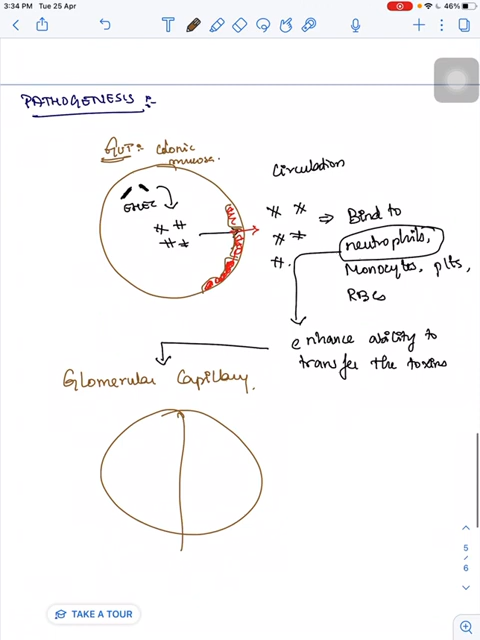 3:34 PM Tue 25 Apr
46%
PATHOGENESIS :-
GUT :- colonic
mucosa.
Circulation
EHEC
⇒ Bind to
neutrophils,
Monocytes, plts,
RBCs
enhance ability to
transfer the toxins
Glomerular Capillary.
5
/
6
TAKE A TOUR